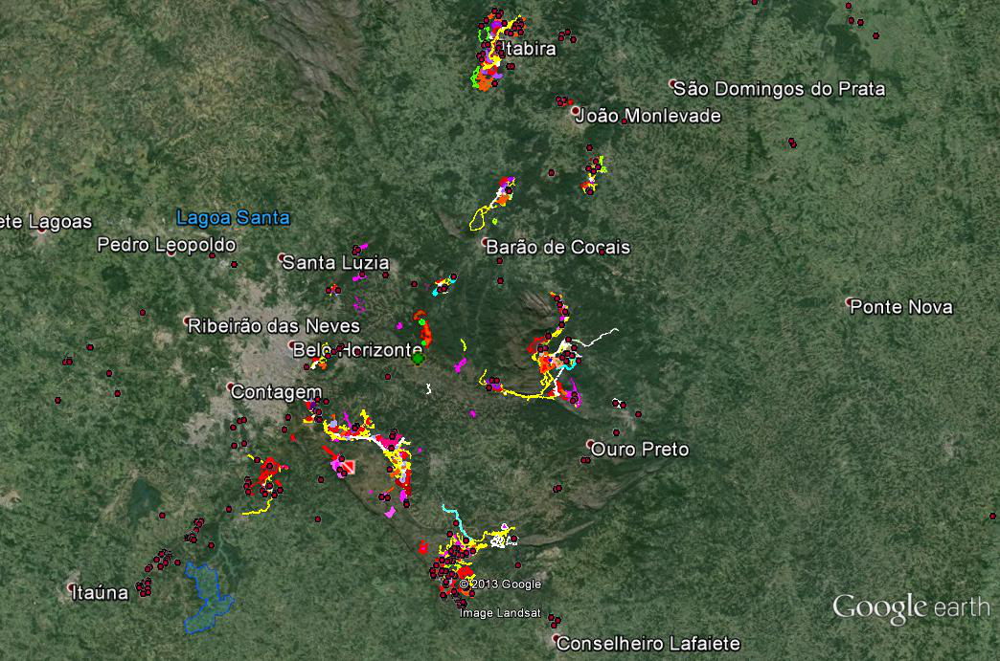 Itabira
São Domingos do Prata
João Monlevade
Lagoa Santa
ete Lagoas
Pedro Leopoldo
Barão de Cocais
Santa Luzia
Ponte Nova
Ribeirão das Neves
Belo Horizonte
Contagem
Ouro Preto
© 2013 Google
Itaúna
Google earth
Image Landsat
Conselheiro Lafaiete